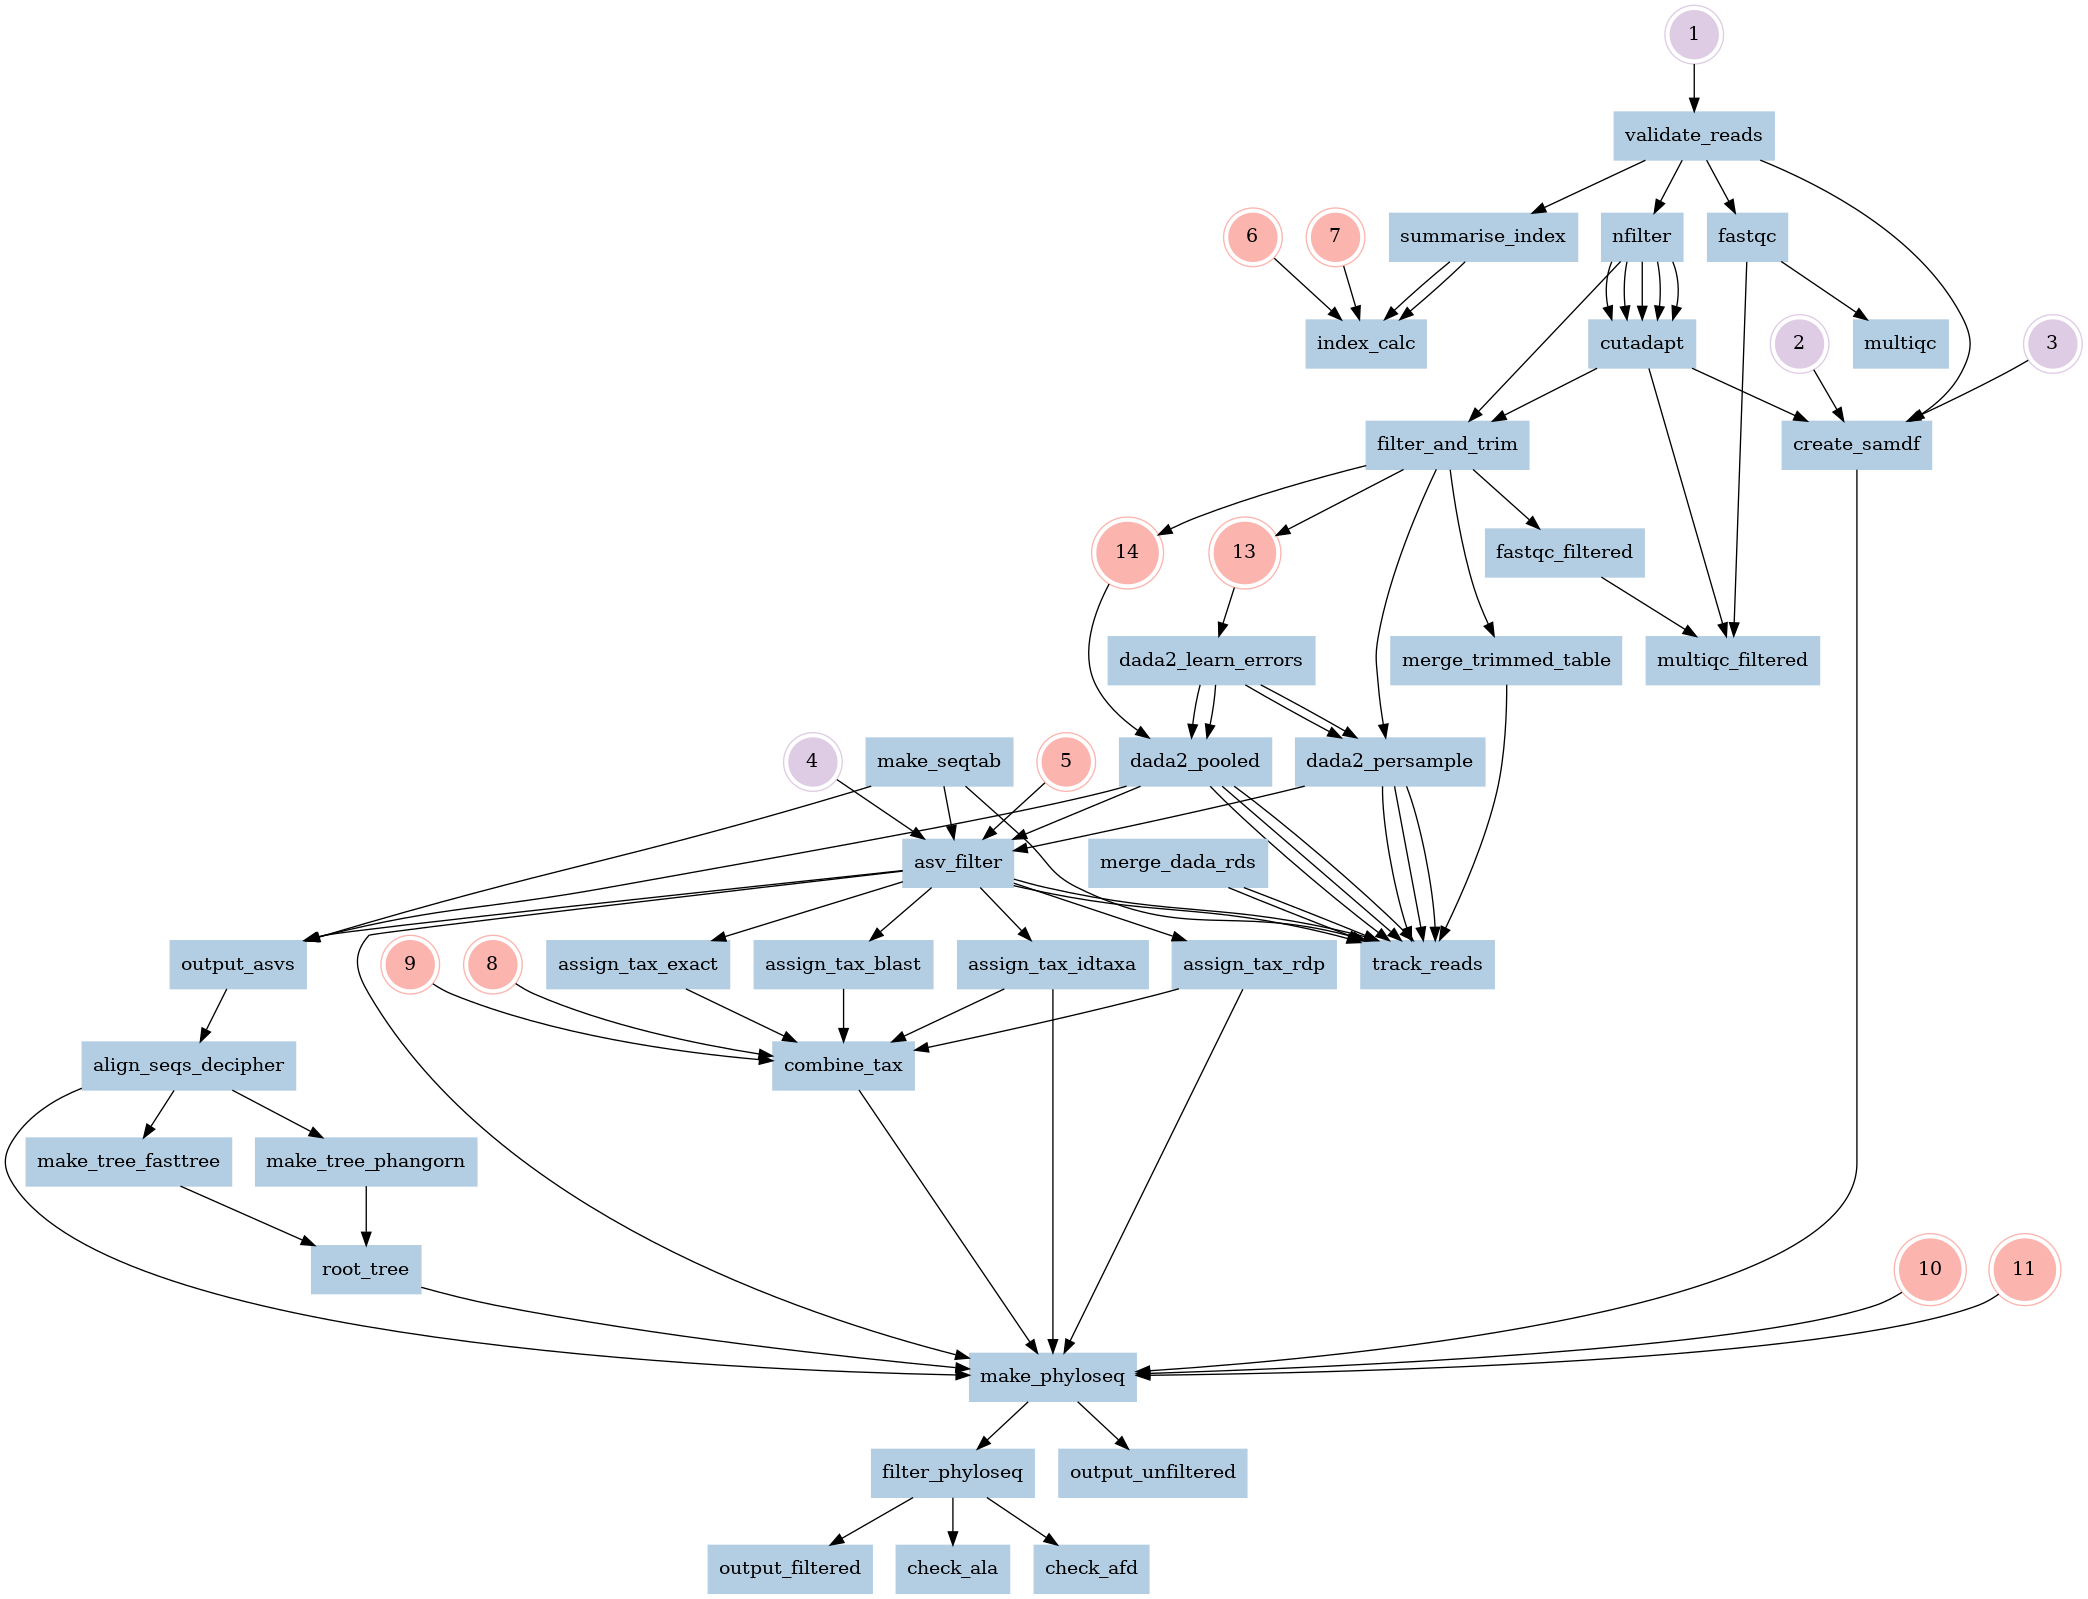 1
validate_reads
6
7
summarise_index
nfilter
fastqc
index_calc
cutadapt
2
multiqc
3
filter_and_trim
create_samdf
14
13
fastqc_filtered
dada2_learn_errors
merge_trimmed_table
multiqc_filtered
4
make_seqtab
5
dada2_pooled
dada2_persample
asv_filter
merge_dada_rds
output_asvs
9
8
assign_tax_exact
assign_tax_blast
assign_tax_idtaxa
assign_tax_rdp
track_reads
align_seqs_decipher
combine_tax
make_tree_fasttree
make_tree_phangorn
root_tree
10
11
make_phyloseq
filter_phyloseq
output_unfiltered
output_filtered
check_ala
check_afd